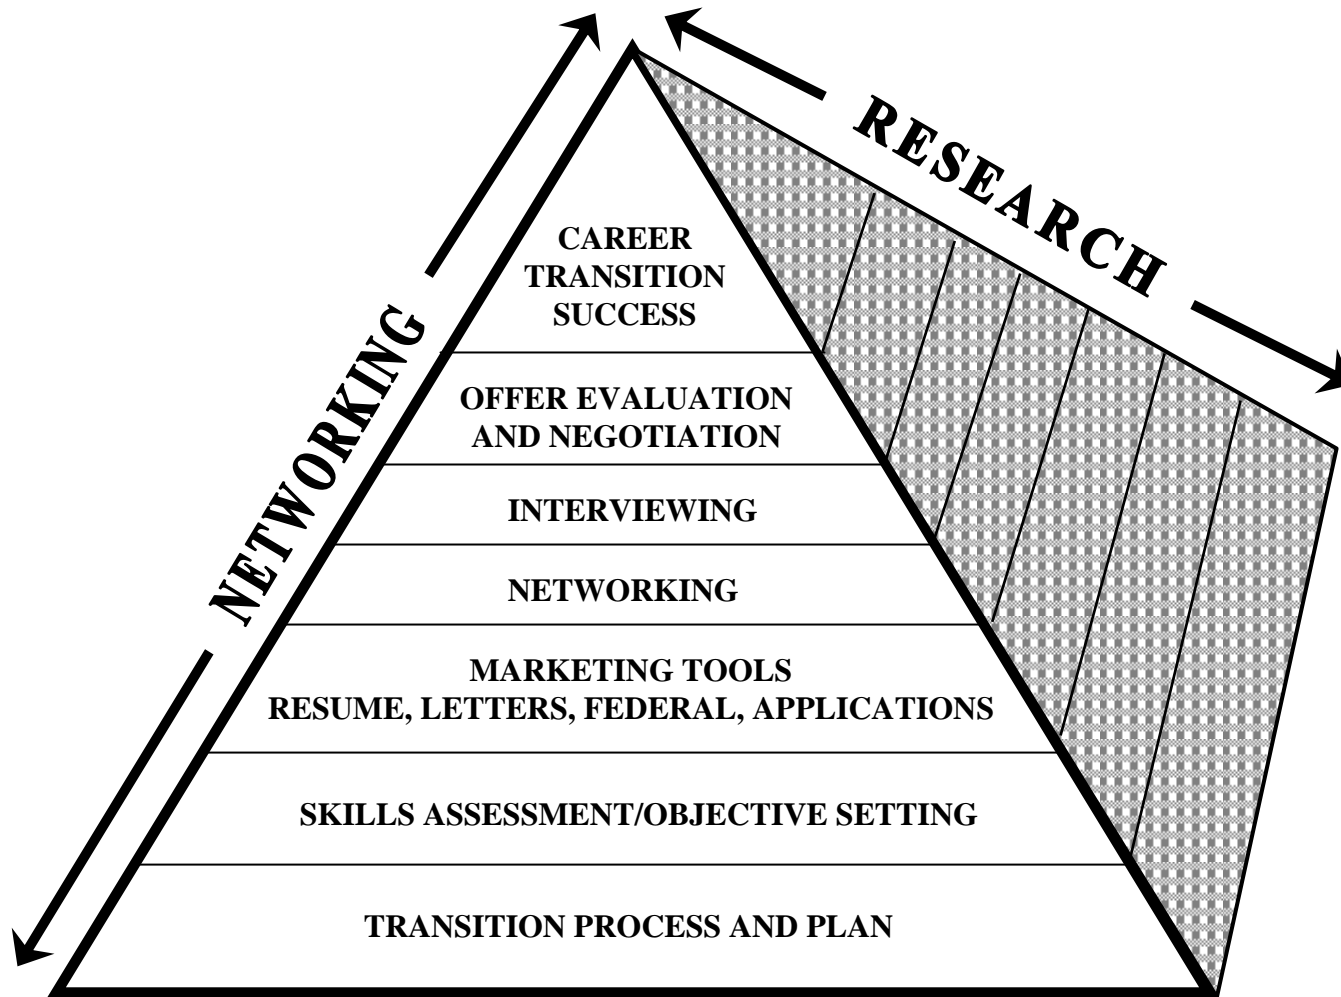 RESEARCH
NETWORKING
CAREER
TRANSITION
SUCCESS
OFFER EVALUATION
AND NEGOTIATION
INTERVIEWING
NETWORKING
MARKETING TOOLS
RESUME, LETTERS, FEDERAL, APPLICATIONS
SKILLS ASSESSMENT/OBJECTIVE SETTING
TRANSITION PROCESS AND PLAN